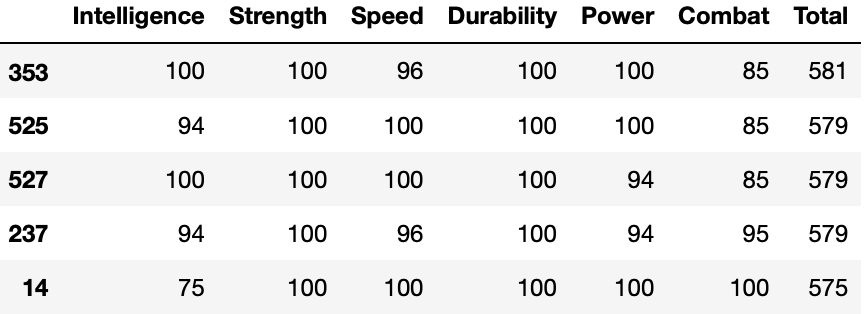 Intelligence Strength Speed Durability Power Combat Total
353 100 100 96 100 100 85 581
525 94 100 100 100 100 85 579
527 100 100 100 100 94 85 579
237 94 100 96 100 94 95 579
14 75 100 100 100 100 100 575